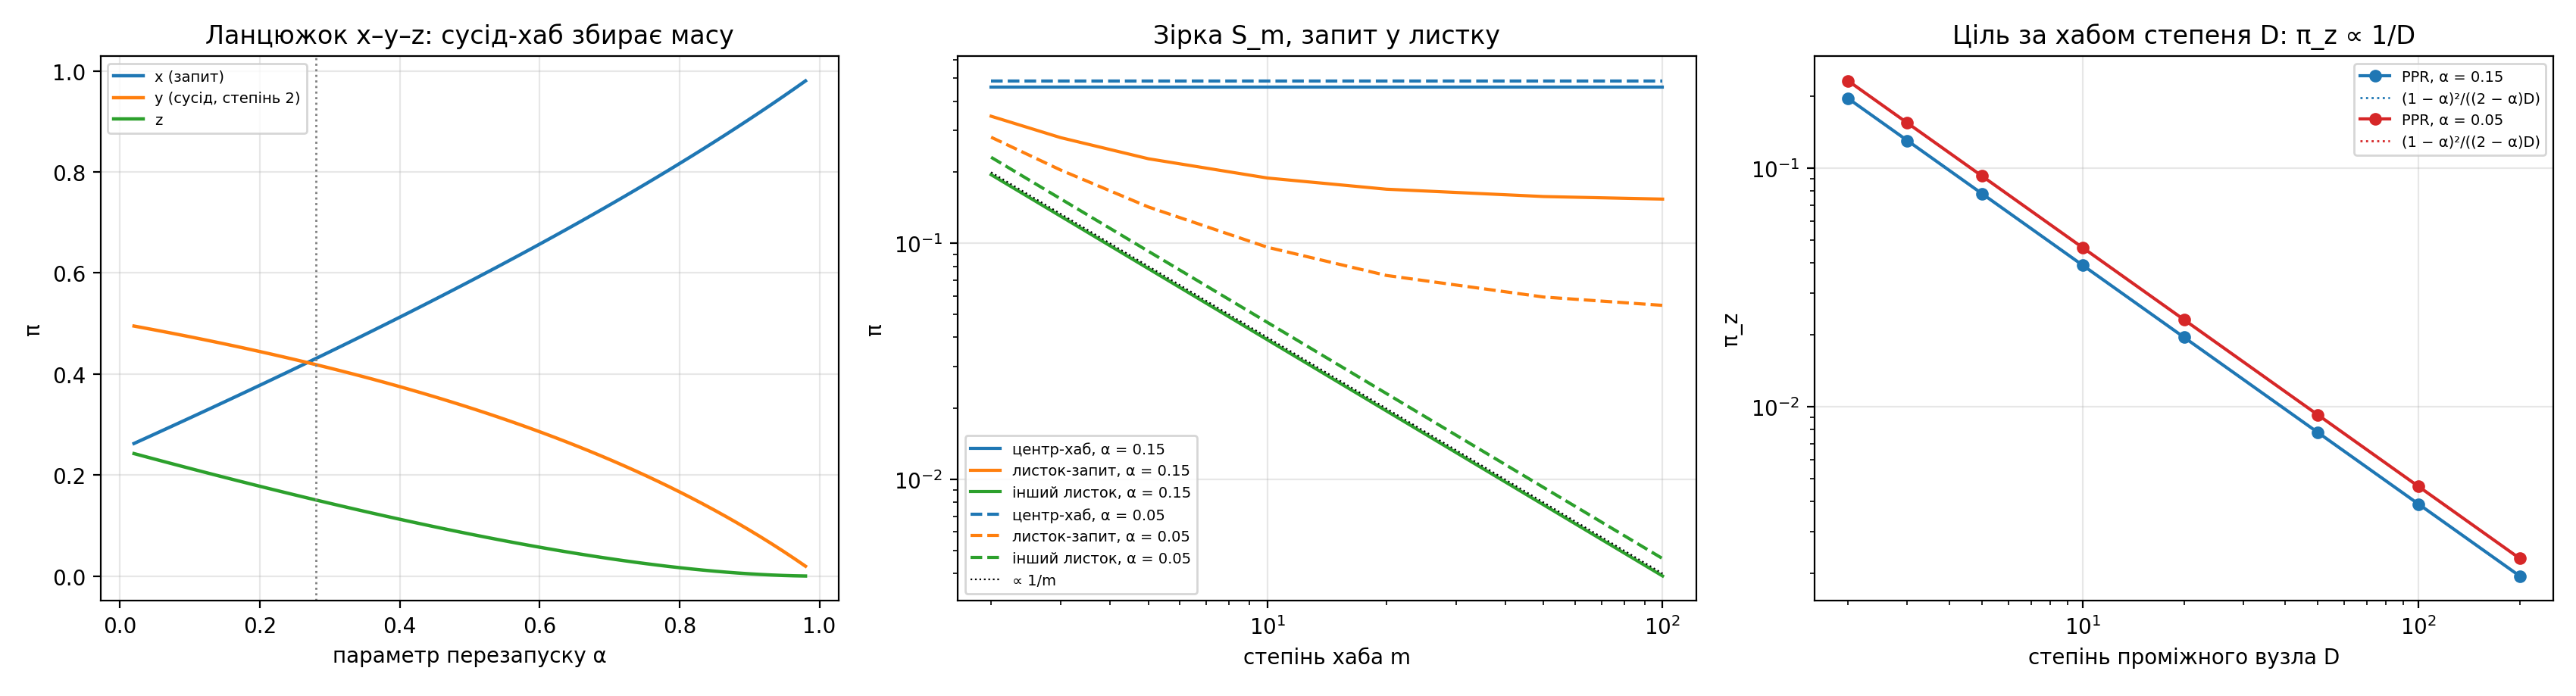 Ланцюжок x–y–z: сусід-хаб збирає масу
x (запит)
y (сусід, степінь 2)
z
π
1.0
0.8
0.6
0.4
0.2
0.0
0.0 0.2 0.4 0.6 0.8 1.0
параметр перезапуску α
Зірка S_m, запит у листку
π
10⁻¹
10⁻²
центр-хаб, α = 0.15
листок-запит, α = 0.15
інший листок, α = 0.15
центр-хаб, α = 0.05
листок-запит, α = 0.05
інший листок, α = 0.05
∝ 1/m
10¹ 10²
степінь хаба m
Ціль за хабом степеня D: π_z ∝ 1/D
PPR, α = 0.15
(1 − α)²/((2 − α)D)
PPR, α = 0.05
(1 − α)²/((2 − α)D)
π_z
10⁻¹
10⁻²
10¹ 10²
степінь проміжного вузла D